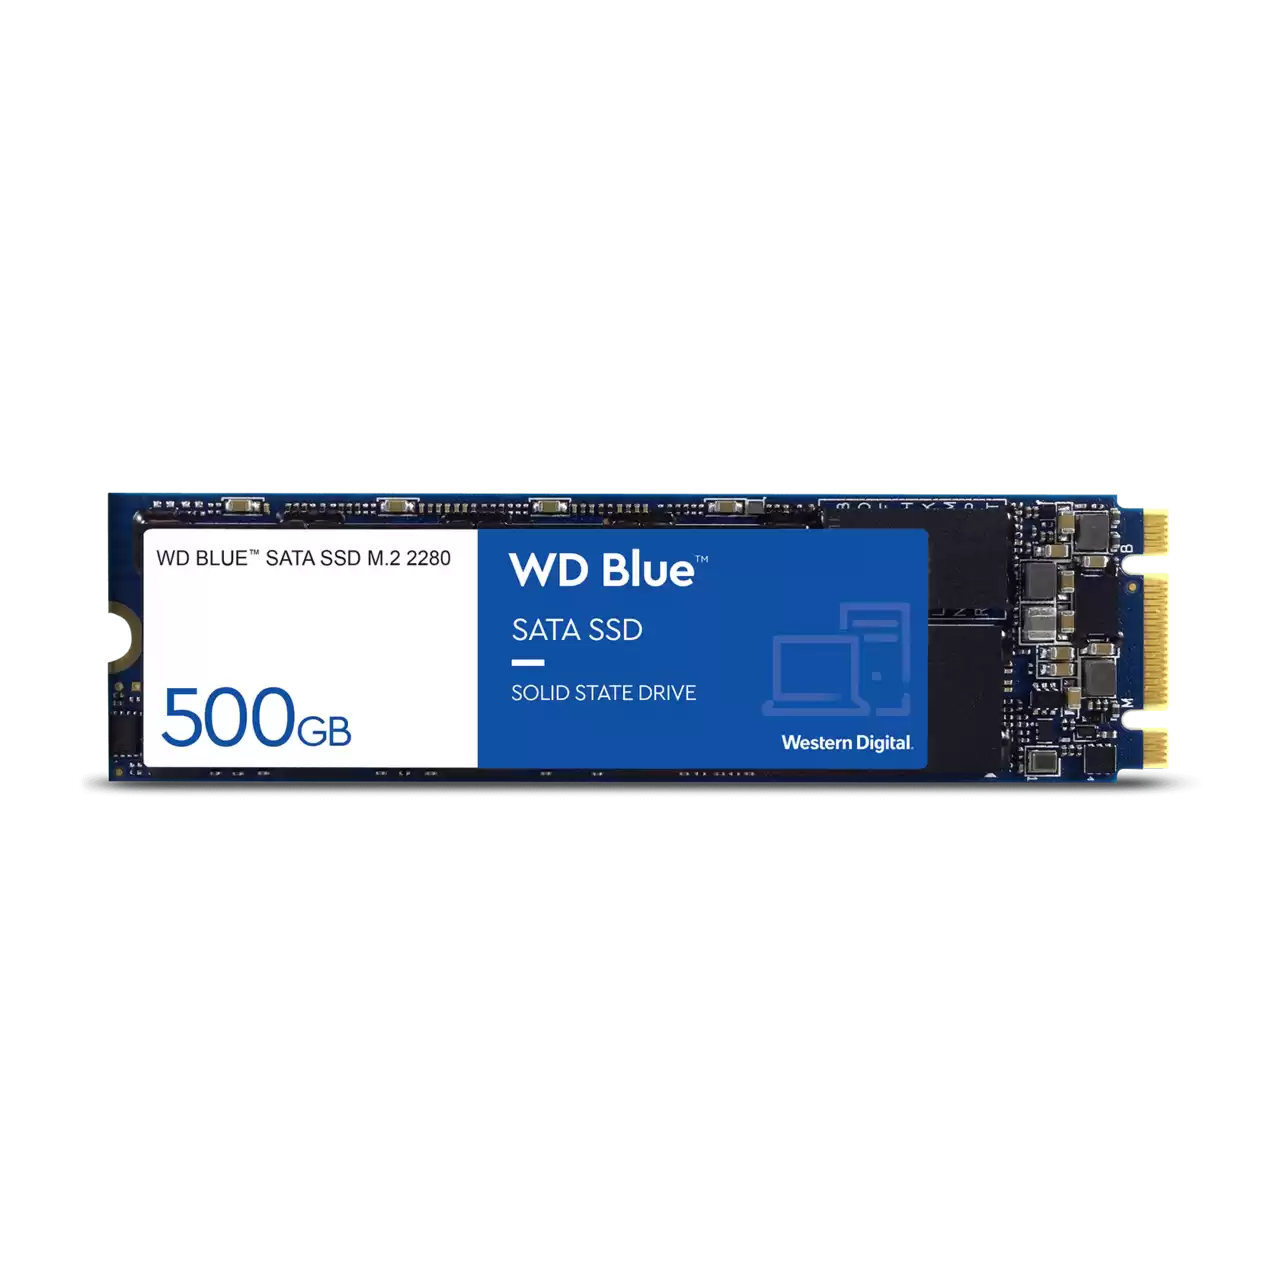 WD BLUE™ SATA SSD M.2 2280
500GB
WD Blue™
SATA SSD
SOLID STATE DRIVE
Western Digital.
B
M